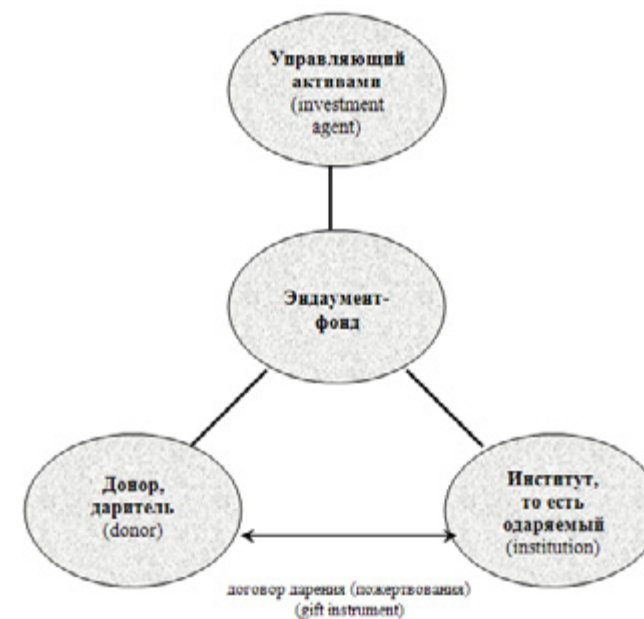 Управляющий
активами
(investment
agent)
Эндаумент-
фонд
Донор,
даритель
(donor)
Институт,
то есть
одаряемый
(institution)
договор дарения (пожертвования)
(gift instrument)